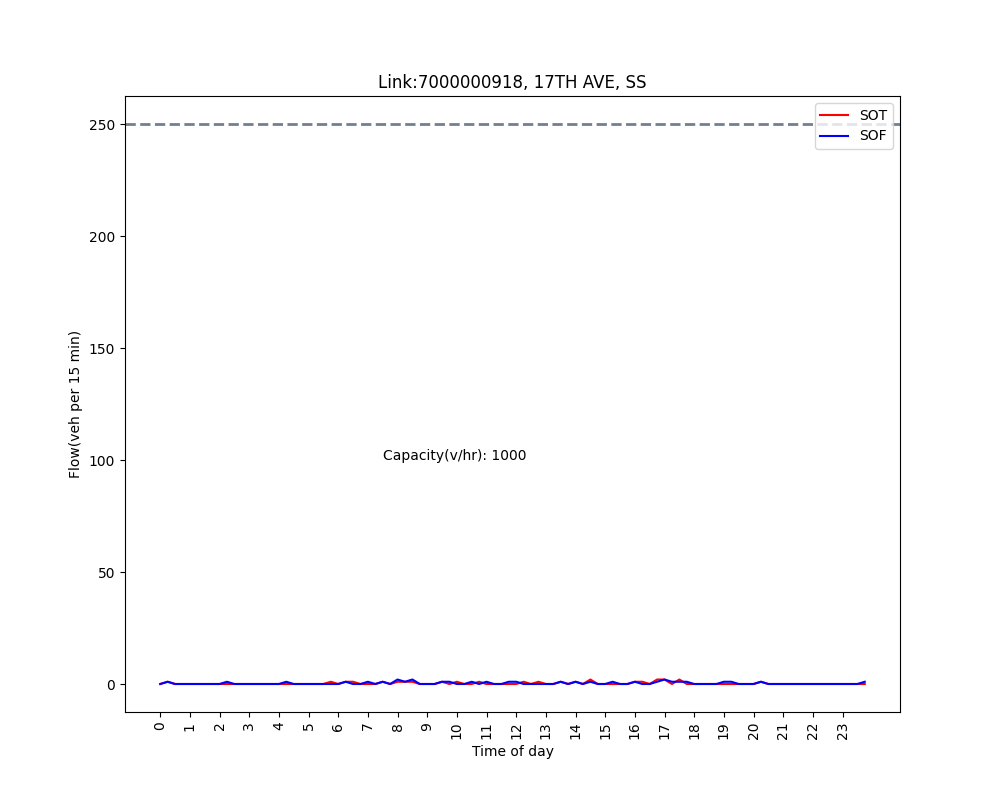 Link:7000000918, 17TH AVE, SS
SOT
SOF
Flow(veh per 15 min)
250
200
150
100
50
0
Capacity(v/hr): 1000
0 1 2 3 4 5 6 7 8 9 10 11 12 13 14 15 16 17 18 19 20 21 22 23
Time of day